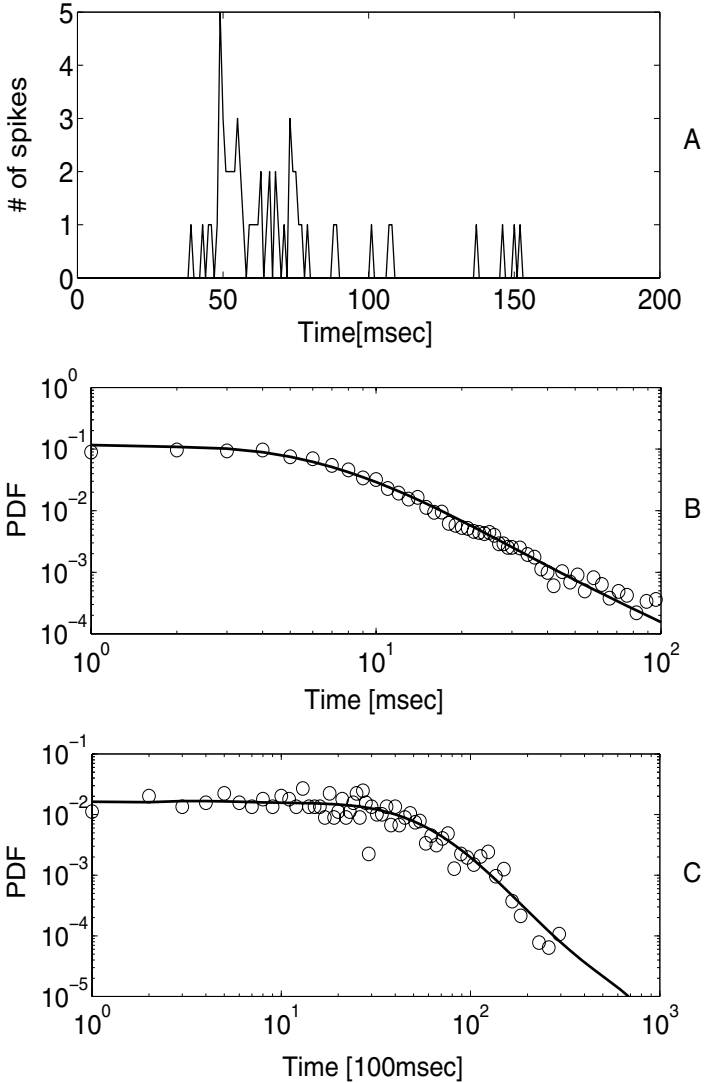 5
4
3
2
1
0
# of spikes
0 50 100 150 200
Time[msec]
A
10^0
10^-1
10^-2
10^-3
10^-4
PDF
10^0 10^1 10^2
Time [msec]
B
10^-1
10^-2
10^-3
10^-4
10^-5
PDF
10^0 10^1 10^2 10^3
Time [100msec]
C